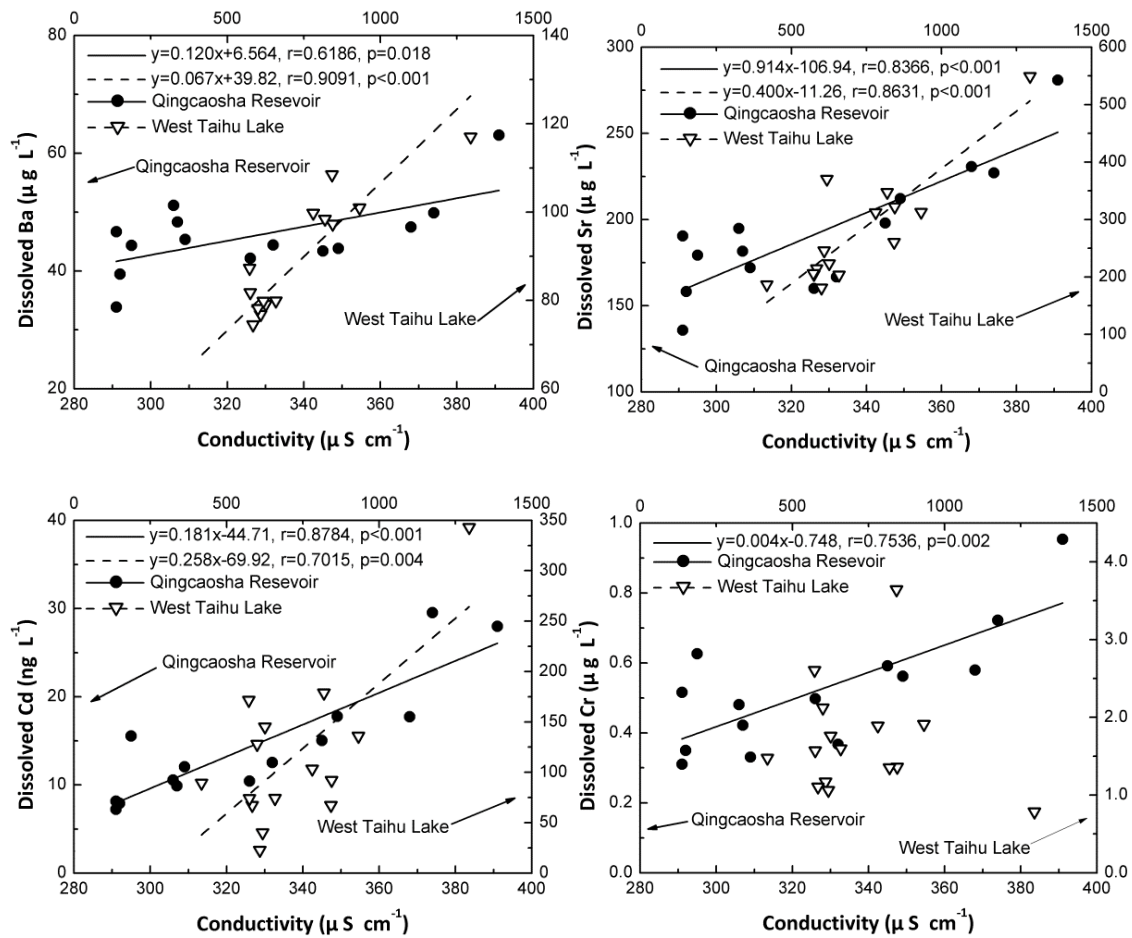 0 500 1000 1500
80 140
y=0.120x+6.564, r=0.6186, p=0.018
y=0.067x+39.82, r=0.9091, p<0.001
Qingcaosha Resevoir
West Taihu Lake
120
60
Qingcaosha Reservoir
100
40
80
West Taihu Lake
20 60
280 300 320 340 360 380 400
Dissolved Ba (μ g L-1)
Conductivity (μ S cm-1)
0 500 1000 1500
300 600
y=0.914x-106.94, r=0.8366, p<0.001
y=0.400x-11.26, r=0.8631, p<0.001
Qingcaosha Resevoir
West Taihu Lake
500
250
400
200 300
200
150
West Taihu Lake
100
Qingcaosha Reservoir
100 0
280 300 320 340 360 380 400
Dissolved Sr (μ g L-1)
Conductivity (μ S cm-1)
0 500 1000 1500
40 350
y=0.181x-44.71, r=0.8784, p<0.001
y=0.258x-69.92, r=0.7015, p=0.004
Qingcaosha Resevoir
West Taihu Lake
300
30
250
Qingcaosha Reservoir
200
20
150
10 100
West Taihu Lake
50
0 0
280 300 320 340 360 380 400
Dissolved Cd (ng L-1)
Conductivity (μ S cm-1)
0 500 1000 1500
1.0
y=0.004x-0.748, r=0.7536, p=0.002
Qingcaosha Resevoir
West Taihu Lake
4.0
0.8
3.0
0.6
0.4 2.0
0.2 1.0
Qingcaosha Reservoir
West Taihu Lake
0.0 0.0
280 300 320 340 360 380 400
Dissolved Cr (μ g L-1)
Conductivity (μ S cm-1)